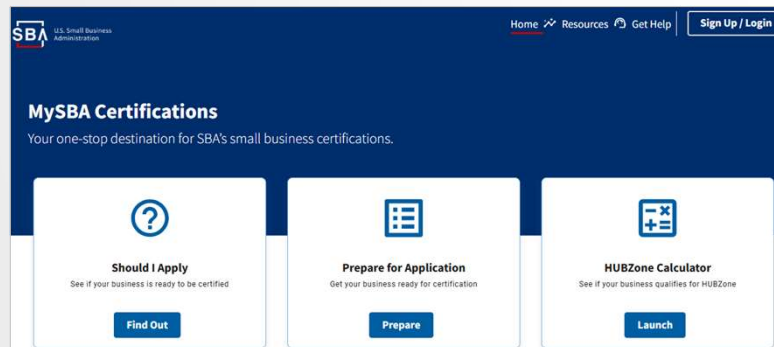 SBA U.S. Small Business
Administration
Home Resources Get Help Sign Up / Login
MySBA Certifications
Your one-stop destination for SBA's small business certifications.
Should I Apply
See if your business is ready to be certified
Find Out
Prepare for Application
Get your business ready for certification
Prepare
HUBZone Calculator
See if your business qualifies for HUBZone
Launch